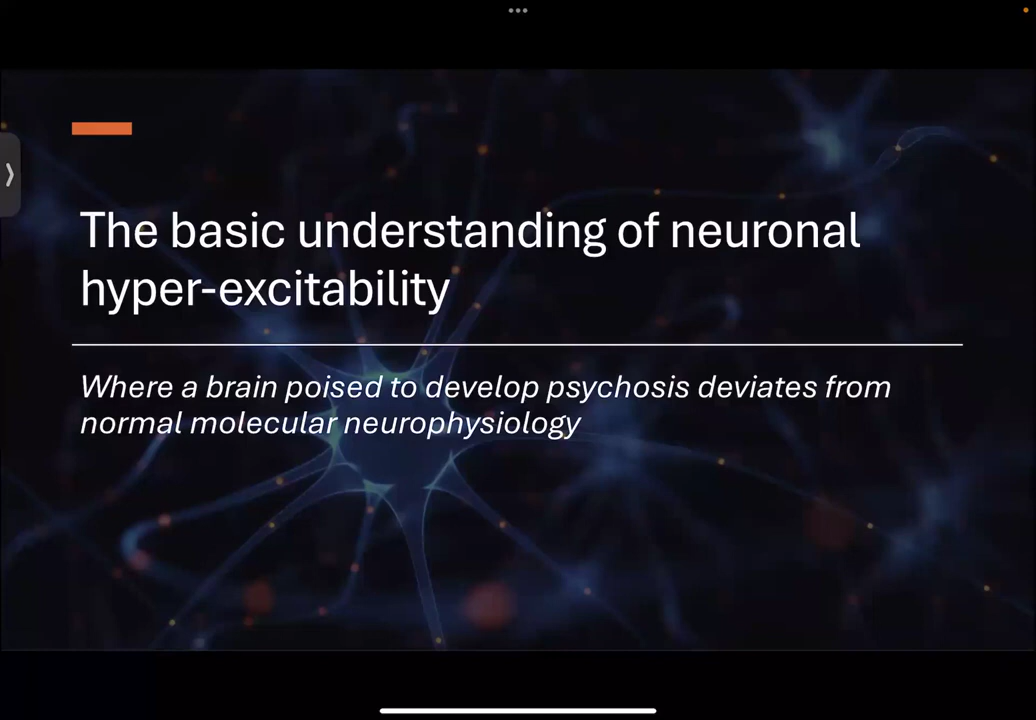 The basic understanding of neuronal
hyper-excitability
Where a brain poised to develop psychosis deviates from
normal molecular neurophysiology